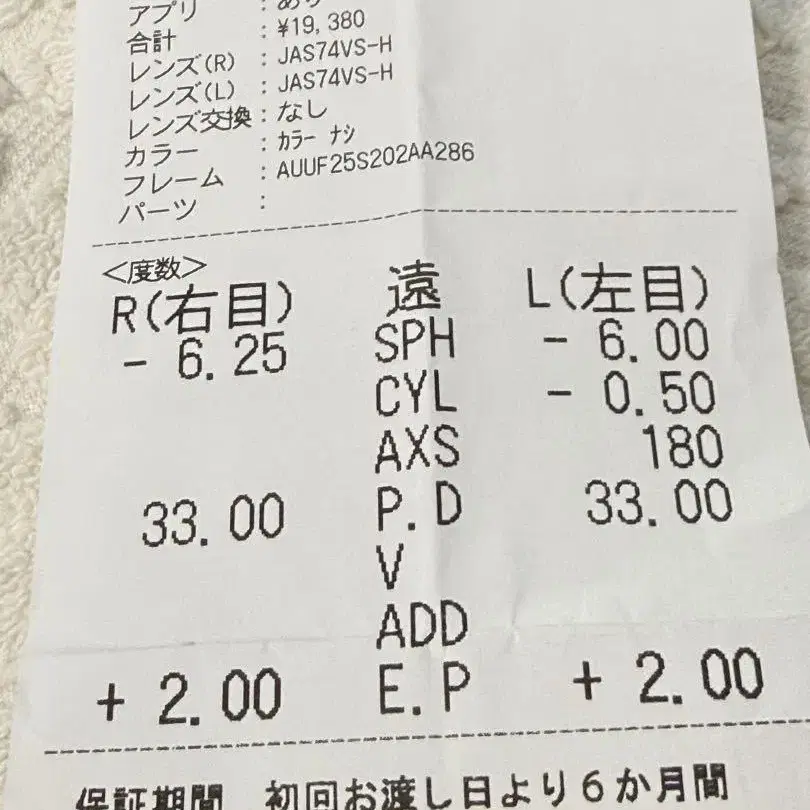 アプリ : あり
合計 : ¥19,380
レンズ(R) : JAS74VS-H
レンズ(L) : JAS74VS-H
レンズ交換 : なし
カラー : ｶﾗｰ ﾅｼ
フレーム : AUUF25S202AA286
パーツ :
<度数>
R(右目) 遠 L(左目)
- 6.25 SPH - 6.00
CYL - 0.50
AXS 180
33.00 P.D 33.00
V
ADD
+ 2.00 E.P + 2.00
保証期間 初回お渡し日より6か月間